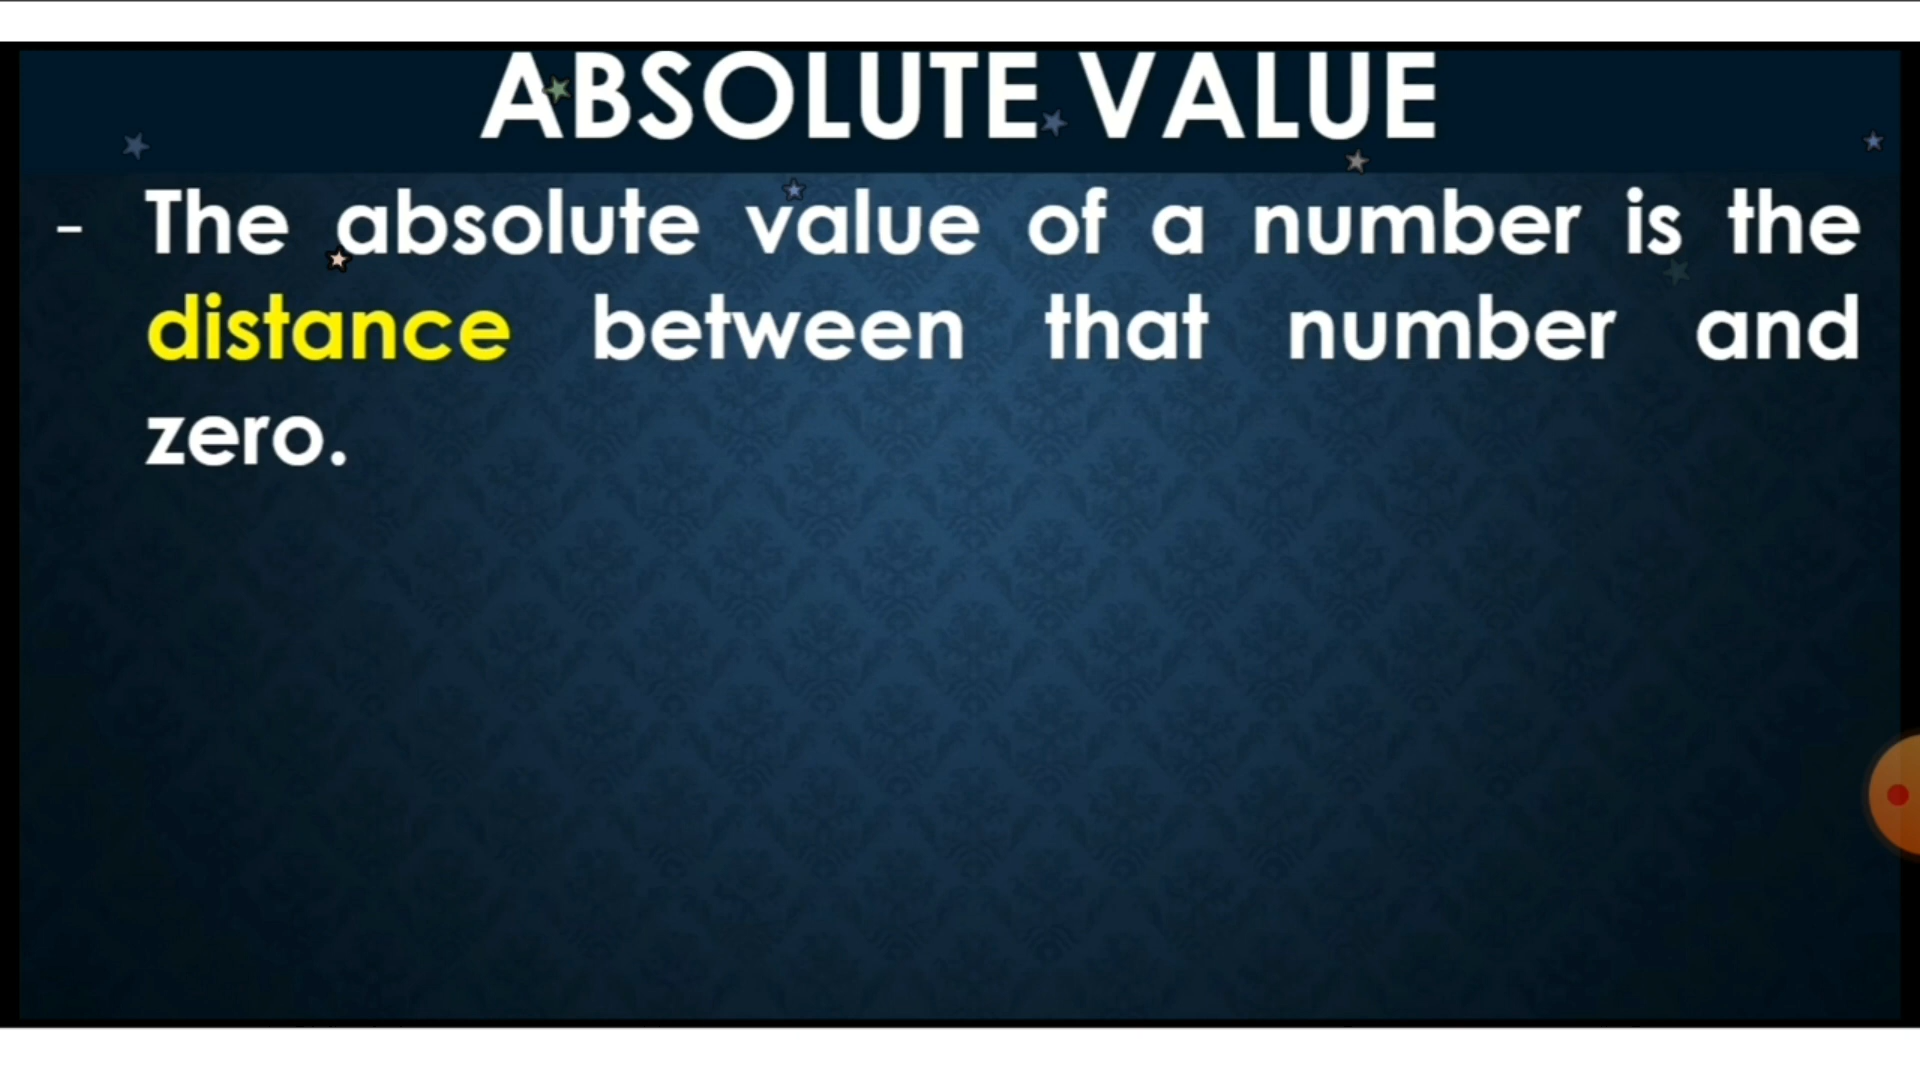 ABSOLUTE VALUE
- The absolute value of a number is the
distance between that number and
zero.